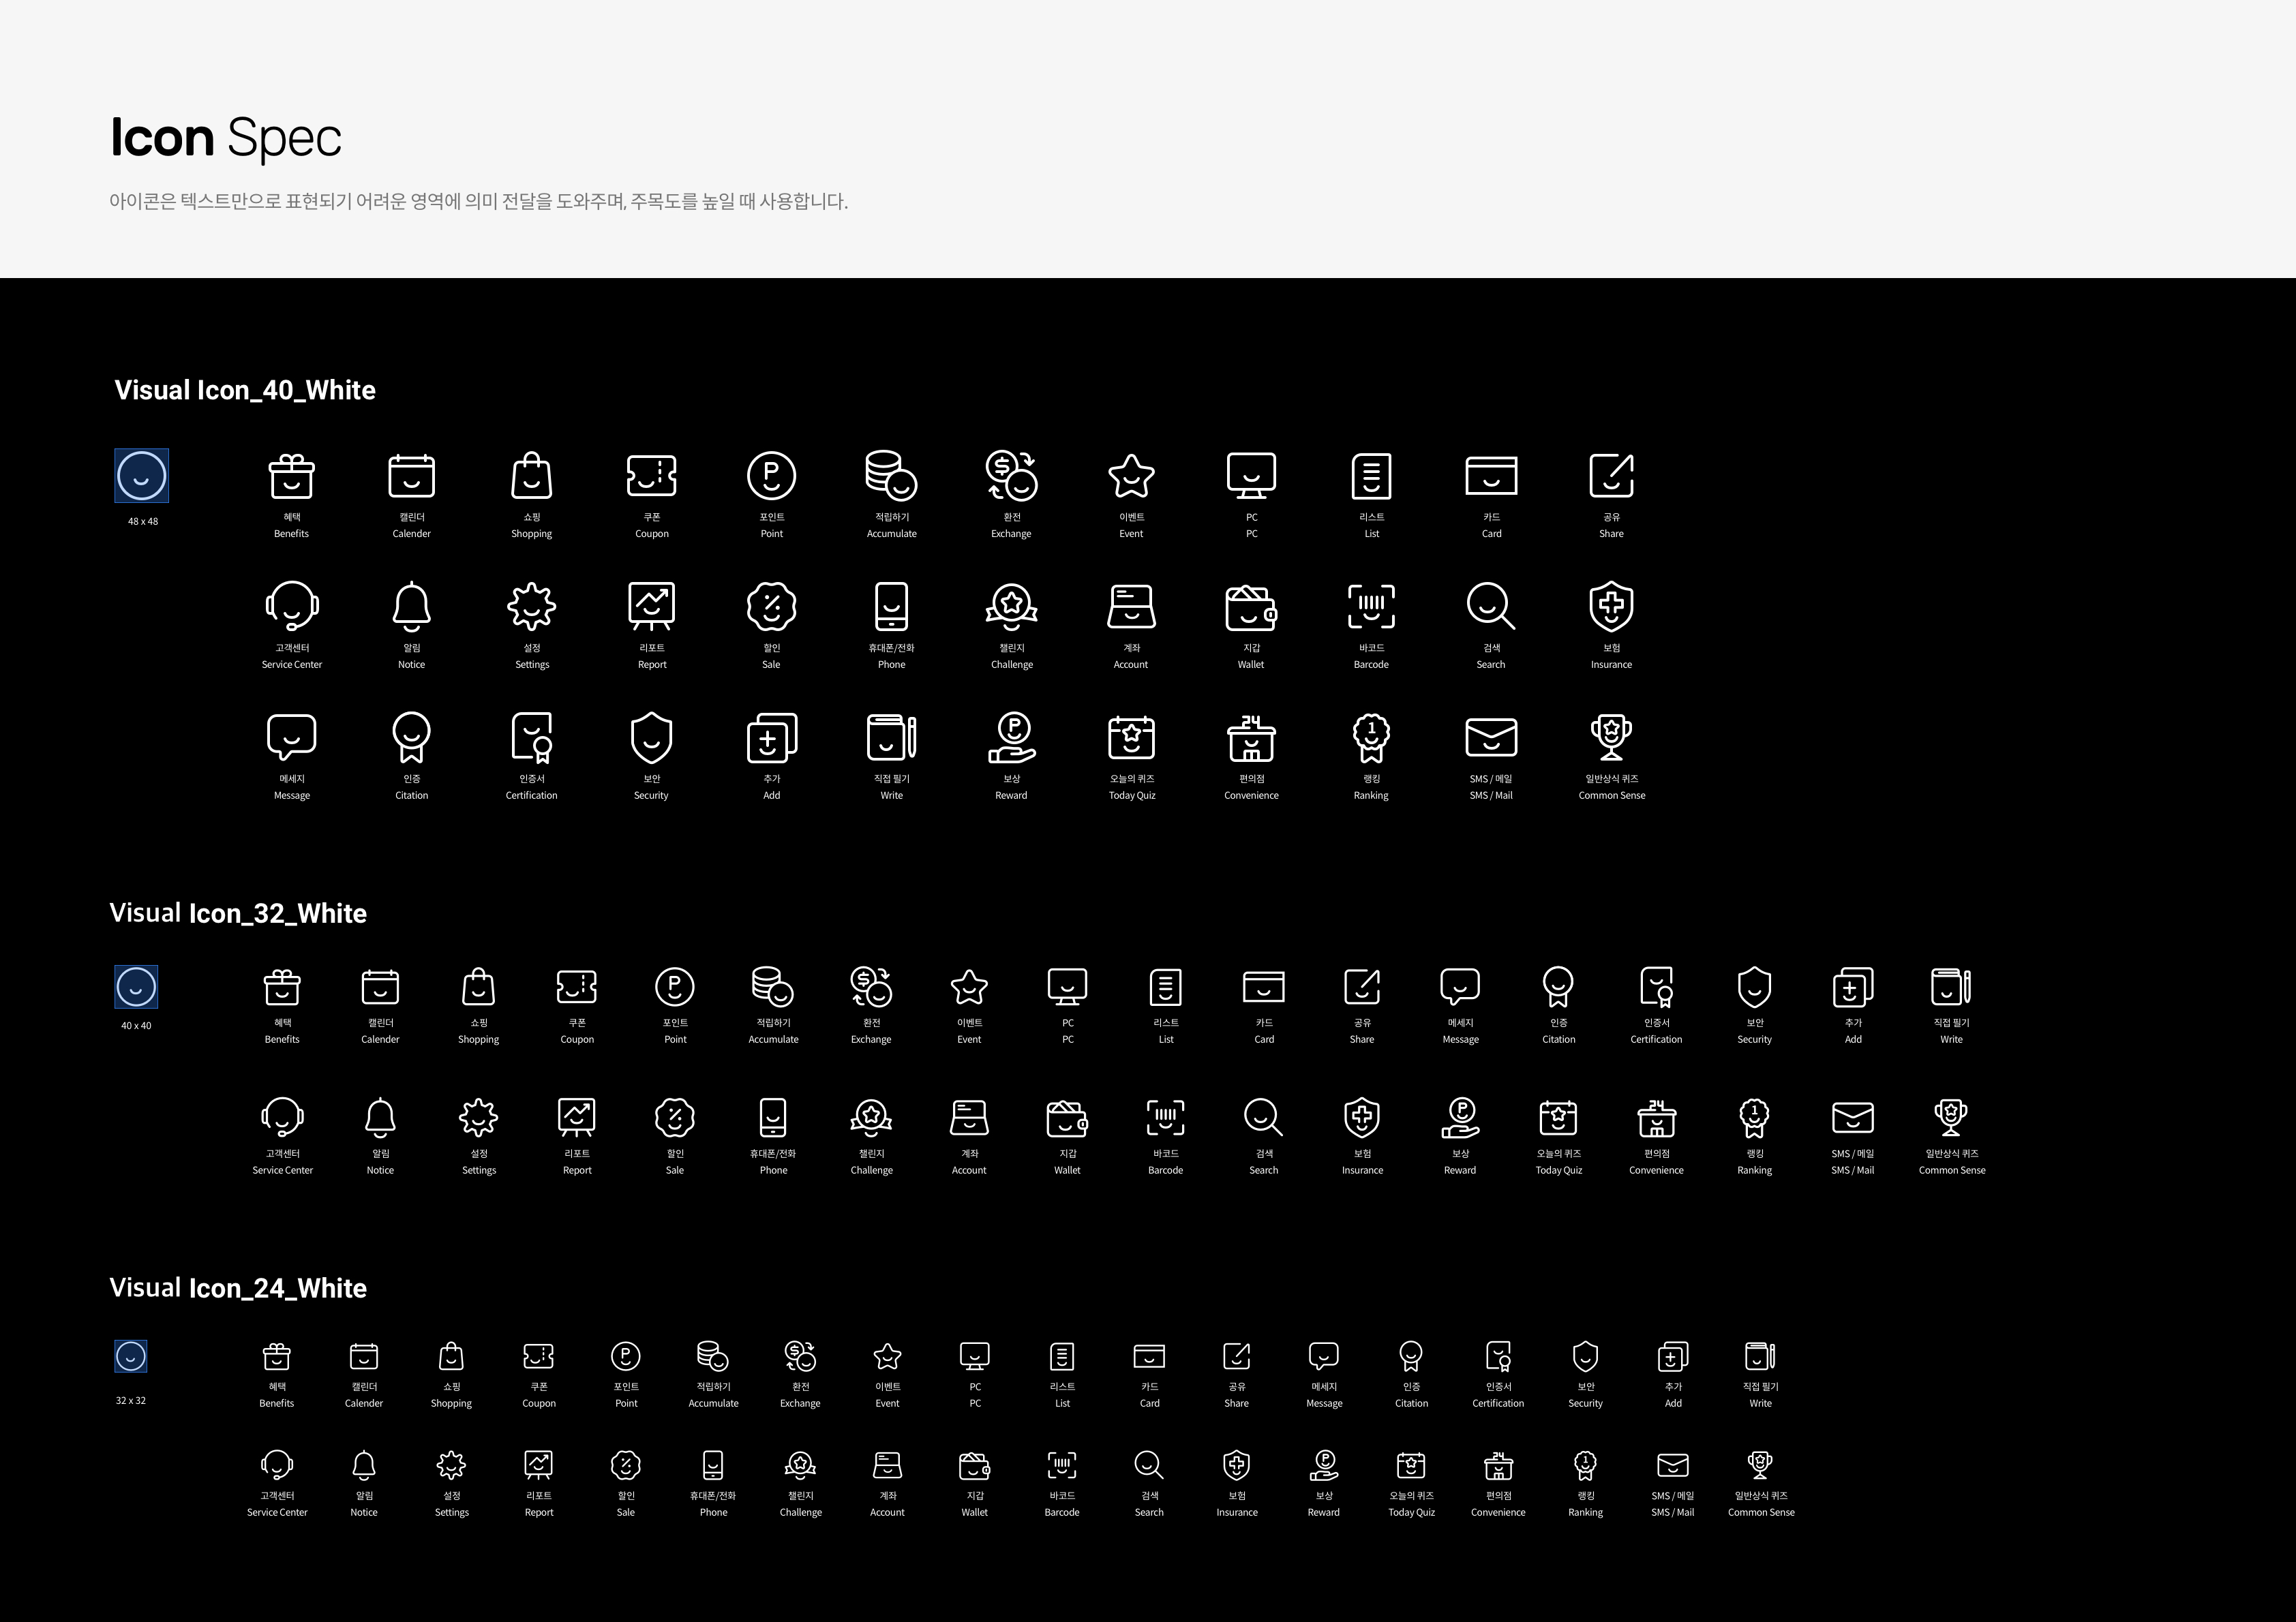 Icon Spec
아이콘은 텍스트만으로 표현되기 어려운 영역에 의미 전달을 도와주며, 주목도를 높일 때 사용합니다.
Visual Icon_40_White
48 x 48
혜택 캘린더 쇼핑 쿠폰 포인트 적립하기 환전 이벤트 PC 리스트 카드 공유
Benefits Calender Shopping Coupon Point Accumulate Exchange Event PC List Card Share
고객센터 알림 설정 리포트 할인 휴대폰/전화 챌린지 계좌 지갑 바코드 검색 보험
Service Center Notice Settings Report Sale Phone Challenge Account Wallet Barcode Search Insurance
24 1
메세지 인증 인증서 보안 추가 직접 필기 보상 오늘의 퀴즈 편의점 랭킹 SMS / 메일 일반상식 퀴즈
Message Citation Certification Security Add Write Reward Today Quiz Convenience Ranking SMS / Mail Common Sense
Visual Icon_32_White
40 x 40
혜택 캘린더 쇼핑 쿠폰 포인트 적립하기 환전 이벤트 PC 리스트 카드 공유 메세지 인증 인증서 보안 추가 직접 필기
Benefits Calender Shopping Coupon Point Accumulate Exchange Event PC List Card Share Message Citation Certification Security Add Write
24 1
고객센터 알림 설정 리포트 할인 휴대폰/전화 챌린지 계좌 지갑 바코드 검색 보험 보상 오늘의 퀴즈 편의점 랭킹 SMS / 메일 일반상식 퀴즈
Service Center Notice Settings Report Sale Phone Challenge Account Wallet Barcode Search Insurance Reward Today Quiz Convenience Ranking SMS / Mail Common Sense
Visual Icon_24_White
32 x 32
혜택 캘린더 쇼핑 쿠폰 포인트 적립하기 환전 이벤트 PC 리스트 카드 공유 메세지 인증 인증서 보안 추가 직접 필기
Benefits Calender Shopping Coupon Point Accumulate Exchange Event PC List Card Share Message Citation Certification Security Add Write
24 1
고객센터 알림 설정 리포트 할인 휴대폰/전화 챌린지 계좌 지갑 바코드 검색 보험 보상 오늘의 퀴즈 편의점 랭킹 SMS / 메일 일반상식 퀴즈
Service Center Notice Settings Report Sale Phone Challenge Account Wallet Barcode Search Insurance Reward Today Quiz Convenience Ranking SMS / Mail Common Sense